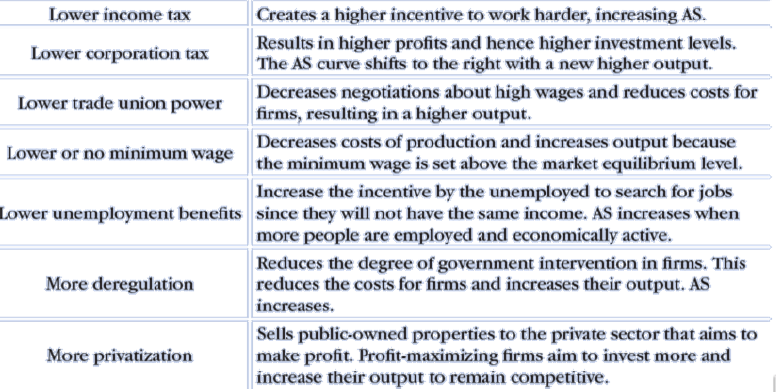 Lower income tax
Creates a higher incentive to work harder, increasing AS.
Lower corporation tax
Results in higher profits and hence higher investment levels.
The AS curve shifts to the right with a new higher output.
Lower trade union power
Decreases negotiations about high wages and reduces costs for
firms, resulting in a higher output.
Lower or no minimum wage
Decreases costs of production and increases output because
the minimum wage is set above the market equilibrium level.
Lower unemployment benefits
Increase the incentive by the unemployed to search for jobs
since they will not have the same income. AS increases when
more people are employed and economically active.
More deregulation
Reduces the degree of government intervention in firms. This
reduces the costs for firms and increases their output. AS
increases.
More privatization
Sells public-owned properties to the private sector that aims to
make profit. Profit-maximizing firms aim to invest more and
increase their output to remain competitive.